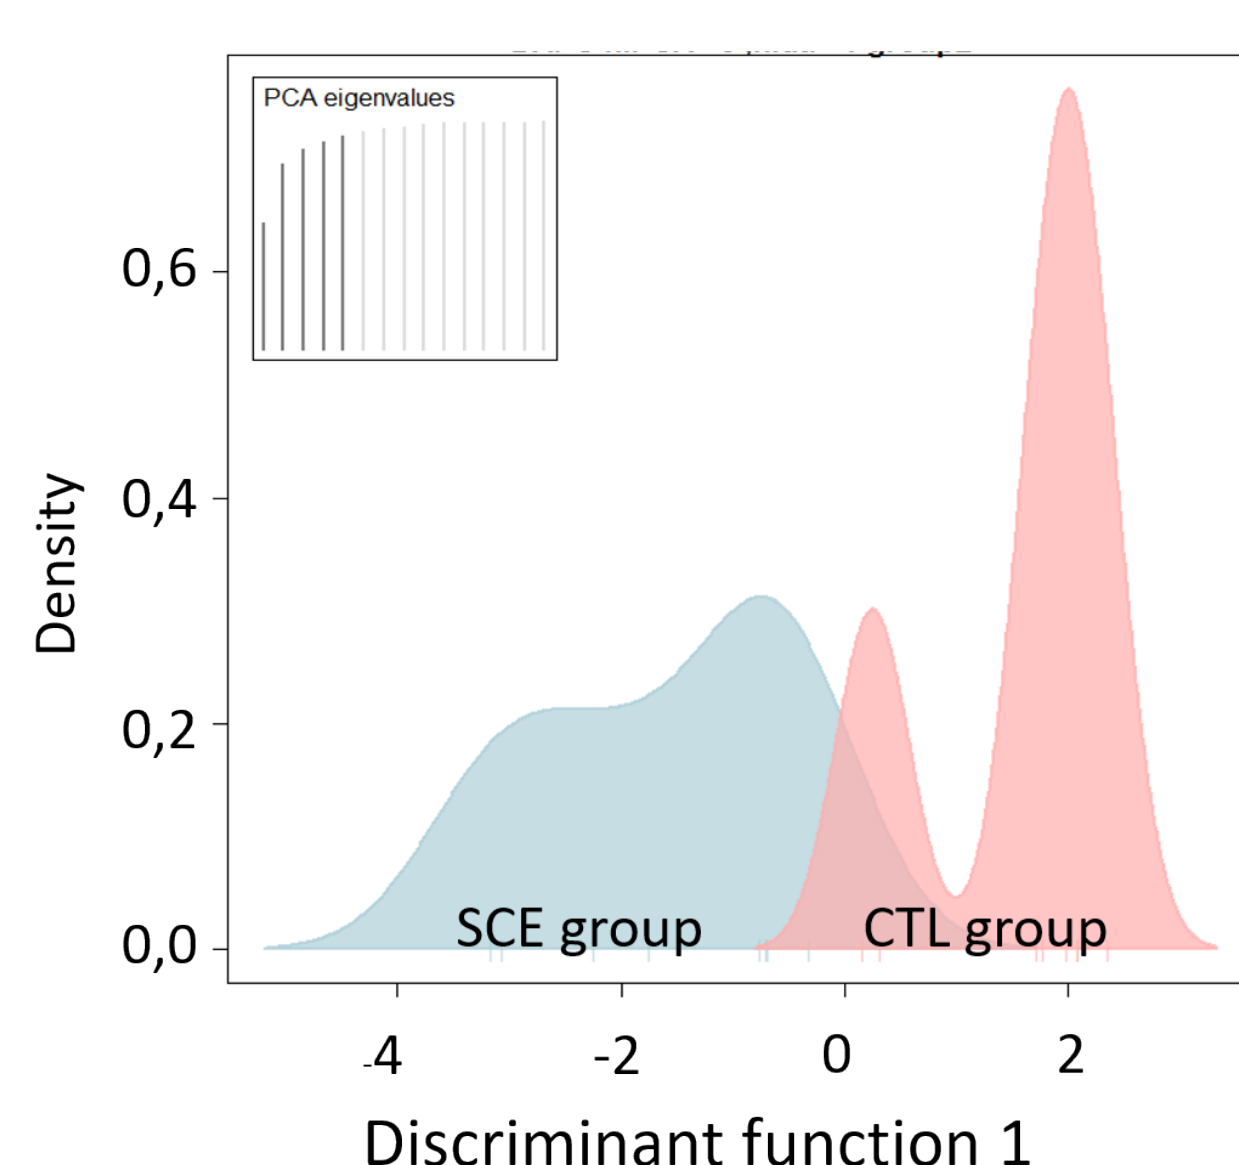 PCA eigenvalues
0,6
0,4
0,2
0,0
Density
SCE group
CTL group
-4
-2
0
2
Discriminant function 1